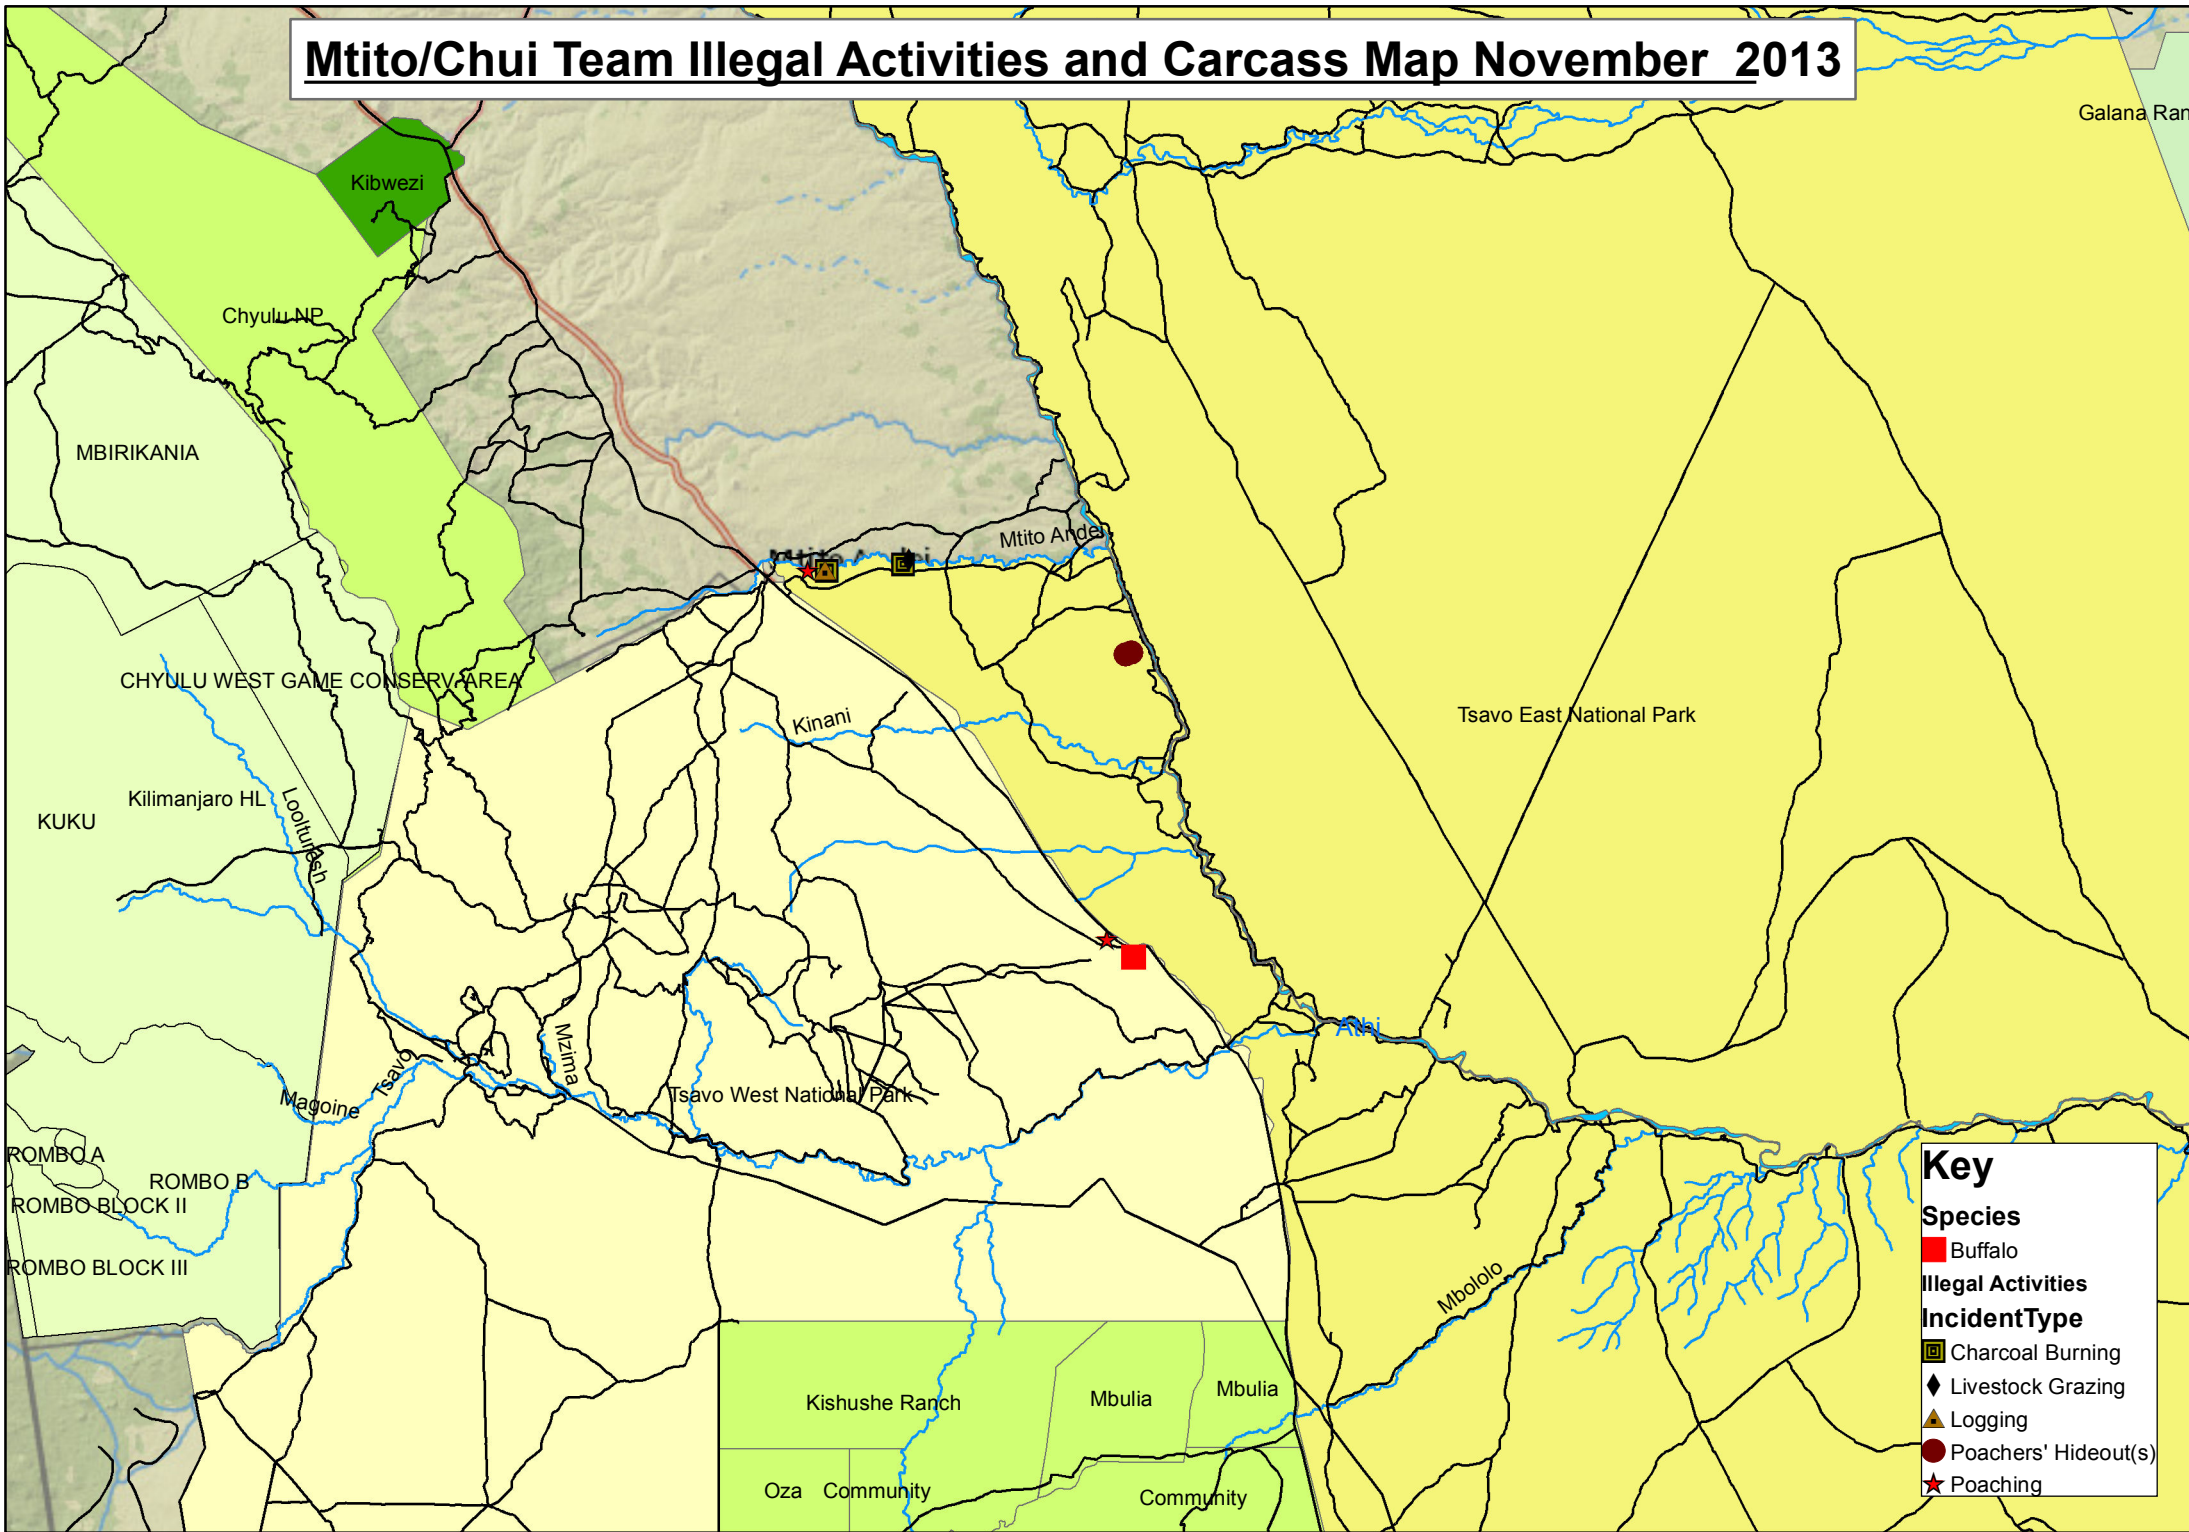 Mtito/Chui Team Illegal Activities and Carcass Map November 2013
Galana Ran
Kibwezi
Chyulu NP
MBIRIKANIA
Mtito Andei
Mtito Andei
CHYULU WEST GAME CONSERV. AREA
Kinani
Tsavo East National Park
Kilimanjaro HL
Loolturesh
KUKU
Athi
Mzima
Tsavo
Magoine
Tsavo West National Park
ROMBO A
ROMBO B
ROMBO BLOCK II
ROMBO BLOCK III
Mbololo
Kishushe Ranch
Mbulia
Mbulia
Oza
Community
Community
Key
Species
Buffalo
Illegal Activities
IncidentType
Charcoal Burning
Livestock Grazing
Logging
Poachers' Hideout(s)
Poaching